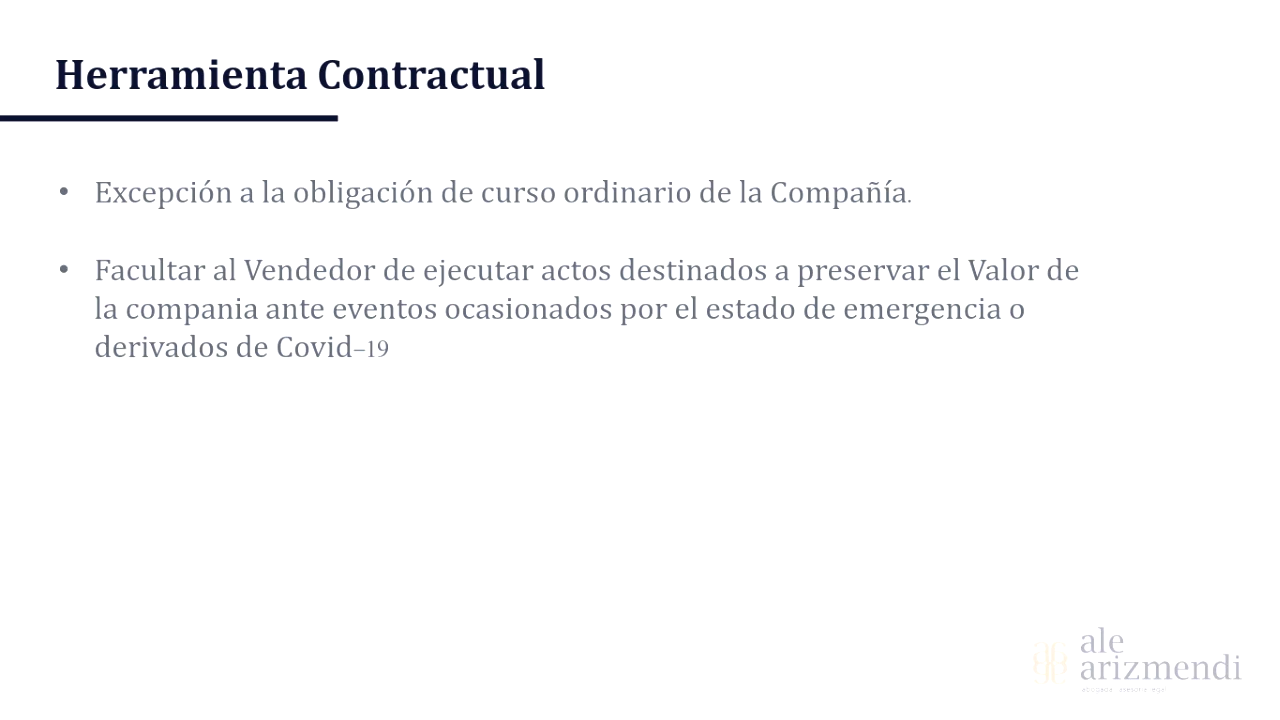 Herramienta Contractual
• Excepción a la obligación de curso ordinario de la Compañía.
• Facultar al Vendedor de ejecutar actos destinados a preservar el Valor de
la compania ante eventos ocasionados por el estado de emergencia o
derivados de Covid–19
ale
arizmendi